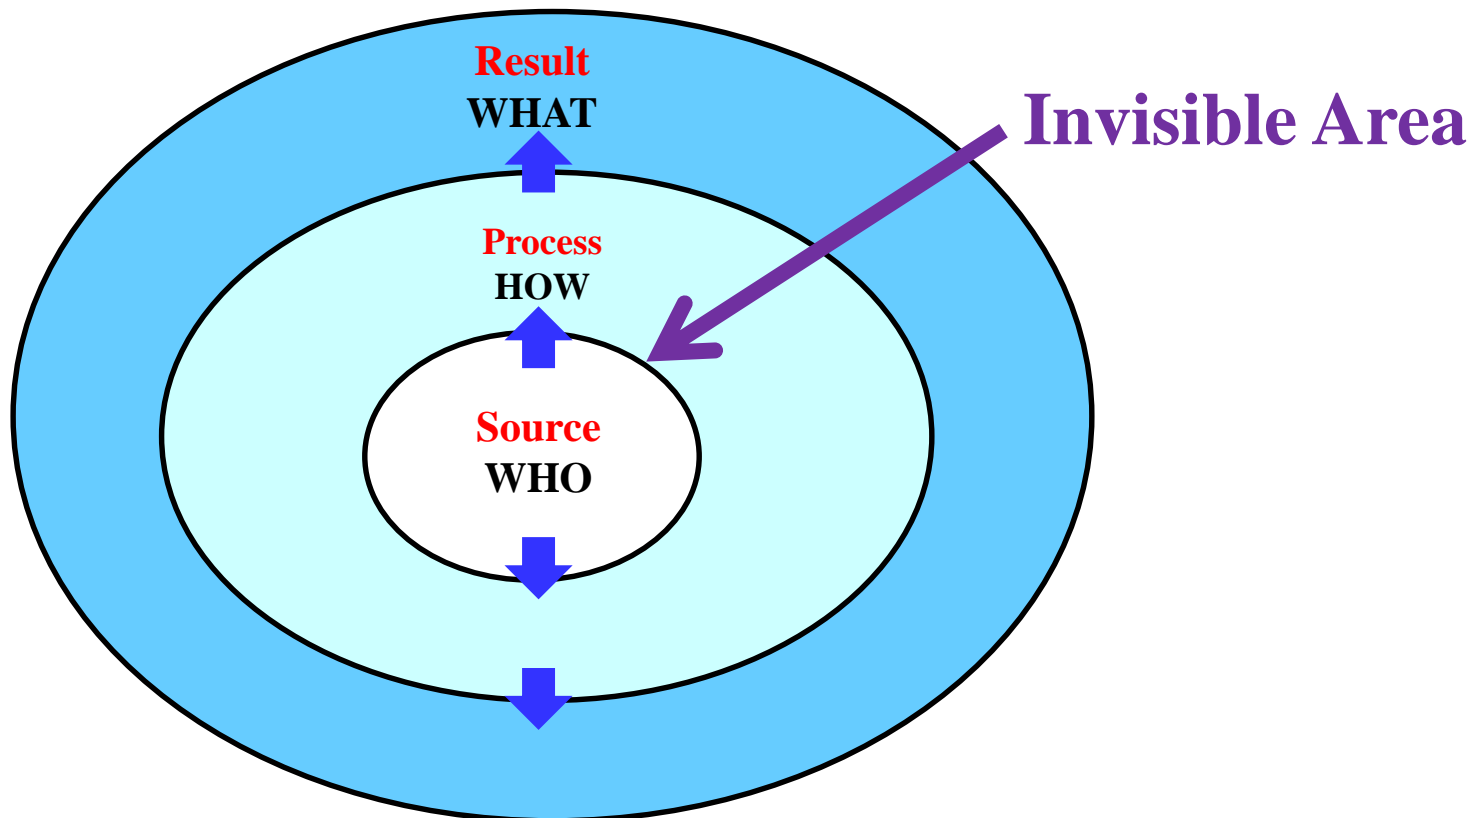 Result
WHAT
Invisible Area
Process
HOW
Source
WHO